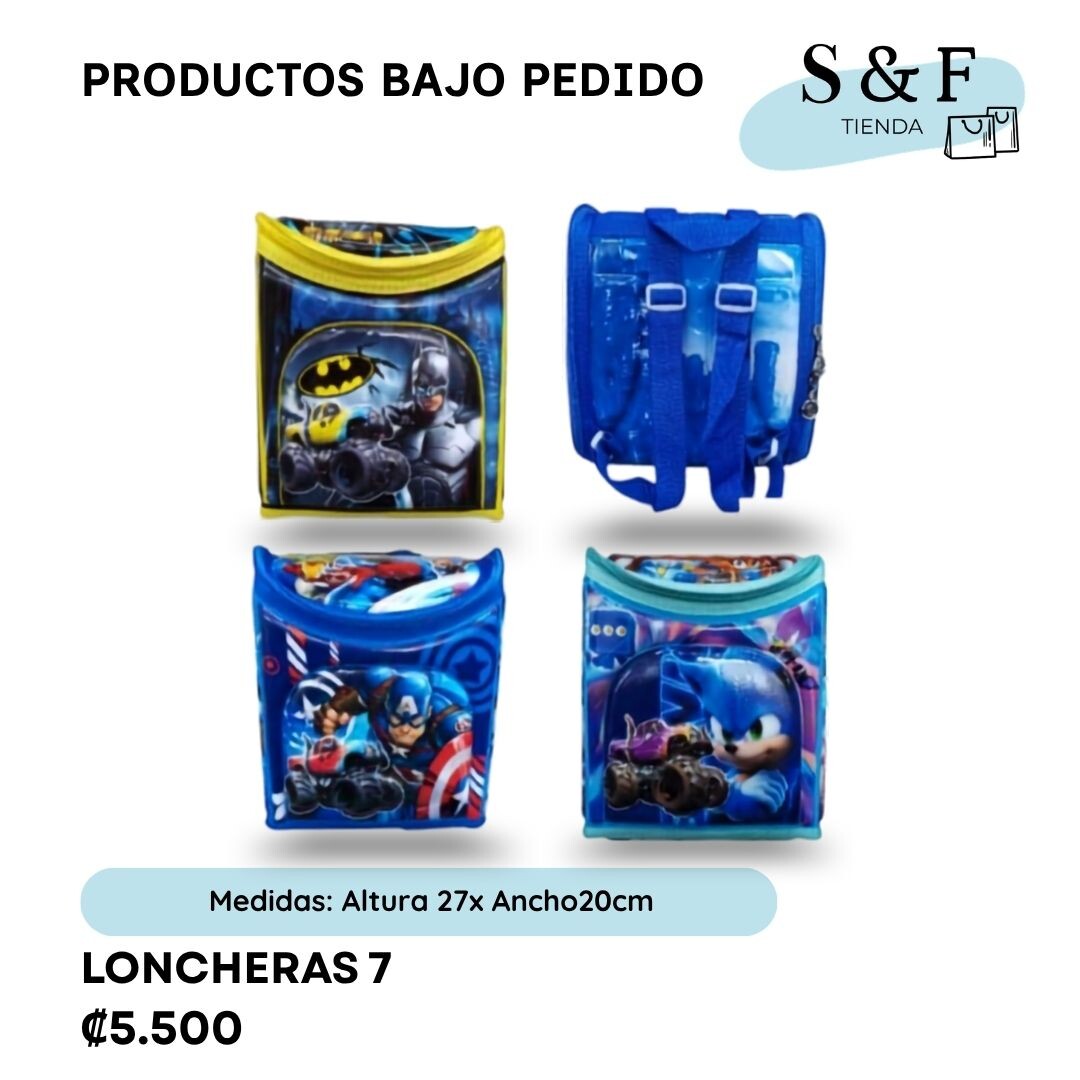 PRODUCTOS BAJO PEDIDO
S & F
TIENDA
A
Medidas: Altura 27x Ancho20cm
LONCHERAS 7
₡5.500